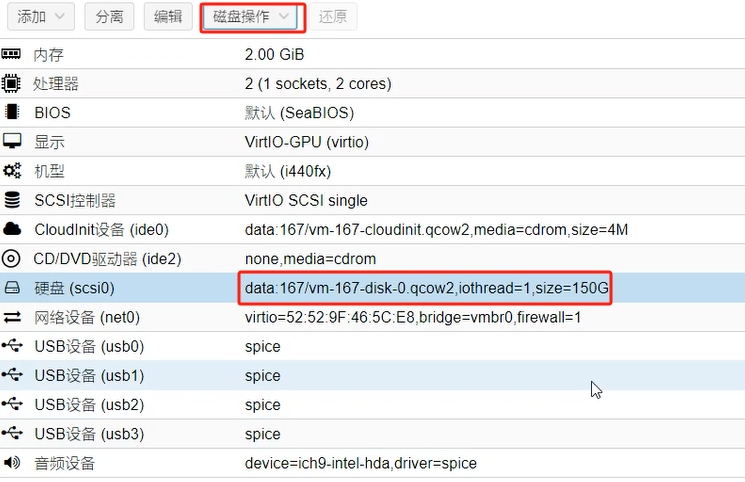 添加 分离 编辑 磁盘操作 还原
内存 2.00 GiB
处理器 2 (1 sockets, 2 cores)
BIOS 默认 (SeaBIOS)
显示 VirtIO-GPU (virtio)
机型 默认 (i440fx)
SCSI控制器 VirtIO SCSI single
CloudInit设备 (ide0) data:167/vm-167-cloudinit.qcow2,media=cdrom,size=4M
CD/DVD驱动器 (ide2) none,media=cdrom
硬盘 (scsi0) data:167/vm-167-disk-0.qcow2,iothread=1,size=150G
网络设备 (net0) virtio=52:52:9F:46:5C:E8,bridge=vmbr0,firewall=1
USB设备 (usb0) spice
USB设备 (usb1) spice
USB设备 (usb2) spice
USB设备 (usb3) spice
音频设备 device=ich9-intel-hda,driver=spice